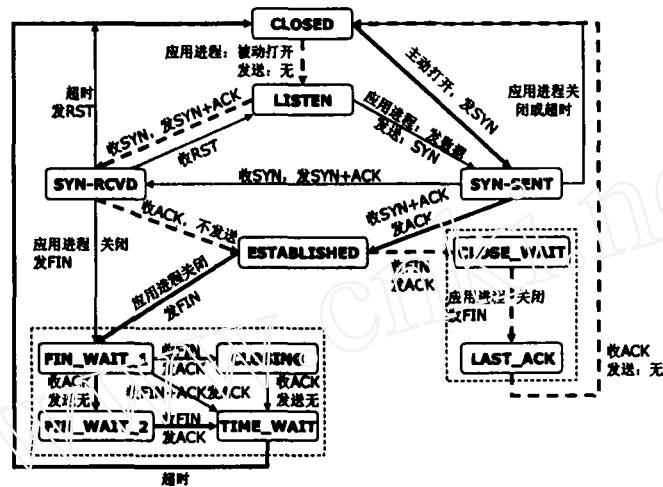 CLOSED
应用进程：被动打开
发送：无
主动打开，发SYN
超时
发RST
应用进程关
闭或超时
LISTEN
收SYN，发SYN+ACK
收RST
应用进程：发数据
发送：SYN
SYN-RCVD
收SYN，发SYN+ACK
SYN-SENT
收ACK，不发送
收SYN+ACK
发ACK
应用进程 关闭
发FIN
ESTABLISHED
收FIN
发ACK
CLOSE_WAIT
应用进程关闭
发FIN
应用进程 关闭
发FIN
FIN_WAIT_1
收FIN
发ACK
CLOSING
LAST_ACK
收ACK
发送：无
收ACK
发送无
收FIN+ACK发ACK
收ACK
发送无
FIN_WAIT_2
收FIN
发ACK
TIME_WAIT
超时